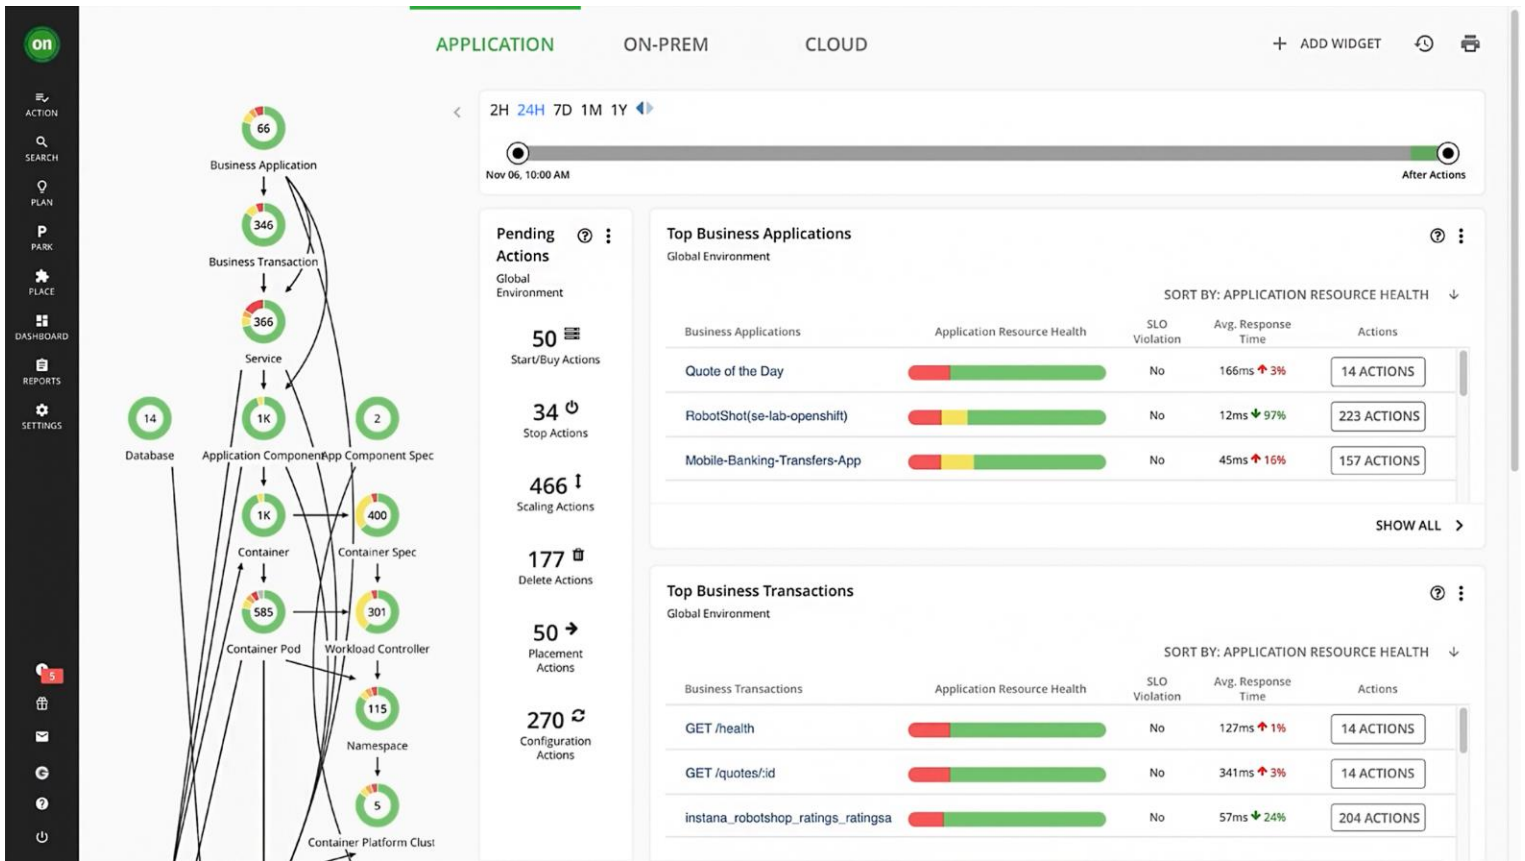 on
ACTION
SEARCH
PLAN
P
PARK
PLACE
DASHBOARD
REPORTS
SETTINGS
5
APPLICATION
ON-PREM
CLOUD
ADD WIDGET
66
Business Application
346
Business Transaction
366
Service
14
Database
1K
Application Component
2
App Component Spec
1K
Container
400
Container Spec
585
Container Pod
301
Workload Controller
115
Namespace
5
Container Platform Clust
2H 24H 7D 1M 1Y
Nov 06, 10:00 AM
After Actions
Pending
Actions
Global
Environment
50
Start/Buy Actions
34
Stop Actions
466
Scaling Actions
177
Delete Actions
50
Placement
Actions
270
Configuration
Actions
Top Business Applications
Global Environment
SORT BY: APPLICATION RESOURCE HEALTH
Business Applications Application Resource Health SLO Violation Avg. Response Time Actions
Quote of the Day No 166ms 3% 14 ACTIONS
RobotShot(se-lab-openshift) No 12ms 97% 223 ACTIONS
Mobile-Banking-Transfers-App No 45ms 16% 157 ACTIONS
SHOW ALL
Top Business Transactions
Global Environment
SORT BY: APPLICATION RESOURCE HEALTH
Business Transactions Application Resource Health SLO Violation Avg. Response Time Actions
GET /health No 127ms 1% 14 ACTIONS
GET /quotes/:id No 341ms 3% 14 ACTIONS
instana_robotshop_ratings_ratingsa No 57ms 24% 204 ACTIONS